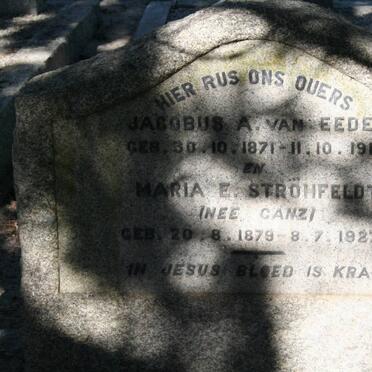 HIER RUS ONS OUERS
JACOBUS A. VAN EEDE
GEB. 30.10.1871-11.10.19
EN
MARIA E. STRÖHFELDT
(NEE GANZ)
GEB. 20.8.1879-8.7.192
IN JESUS BLOED IS KRA